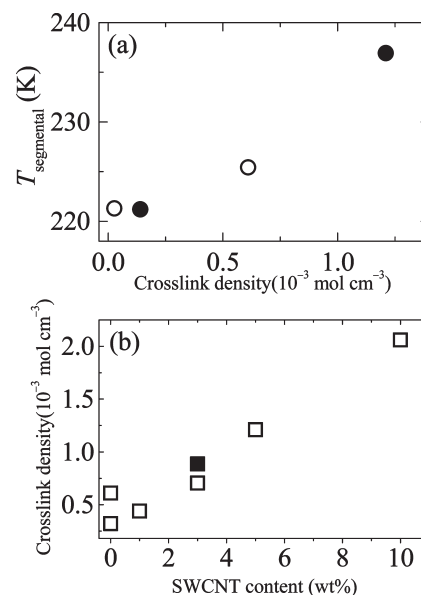 (a)
240
230
220
T segmental (K)
0.0 0.5 1.0
Crosslink density(10⁻³ mol cm⁻³)
(b)
2.0
1.5
1.0
0.5
Crosslink density(10⁻³ mol cm⁻³)
0 2 4 6 8 10
SWCNT content (wt%)